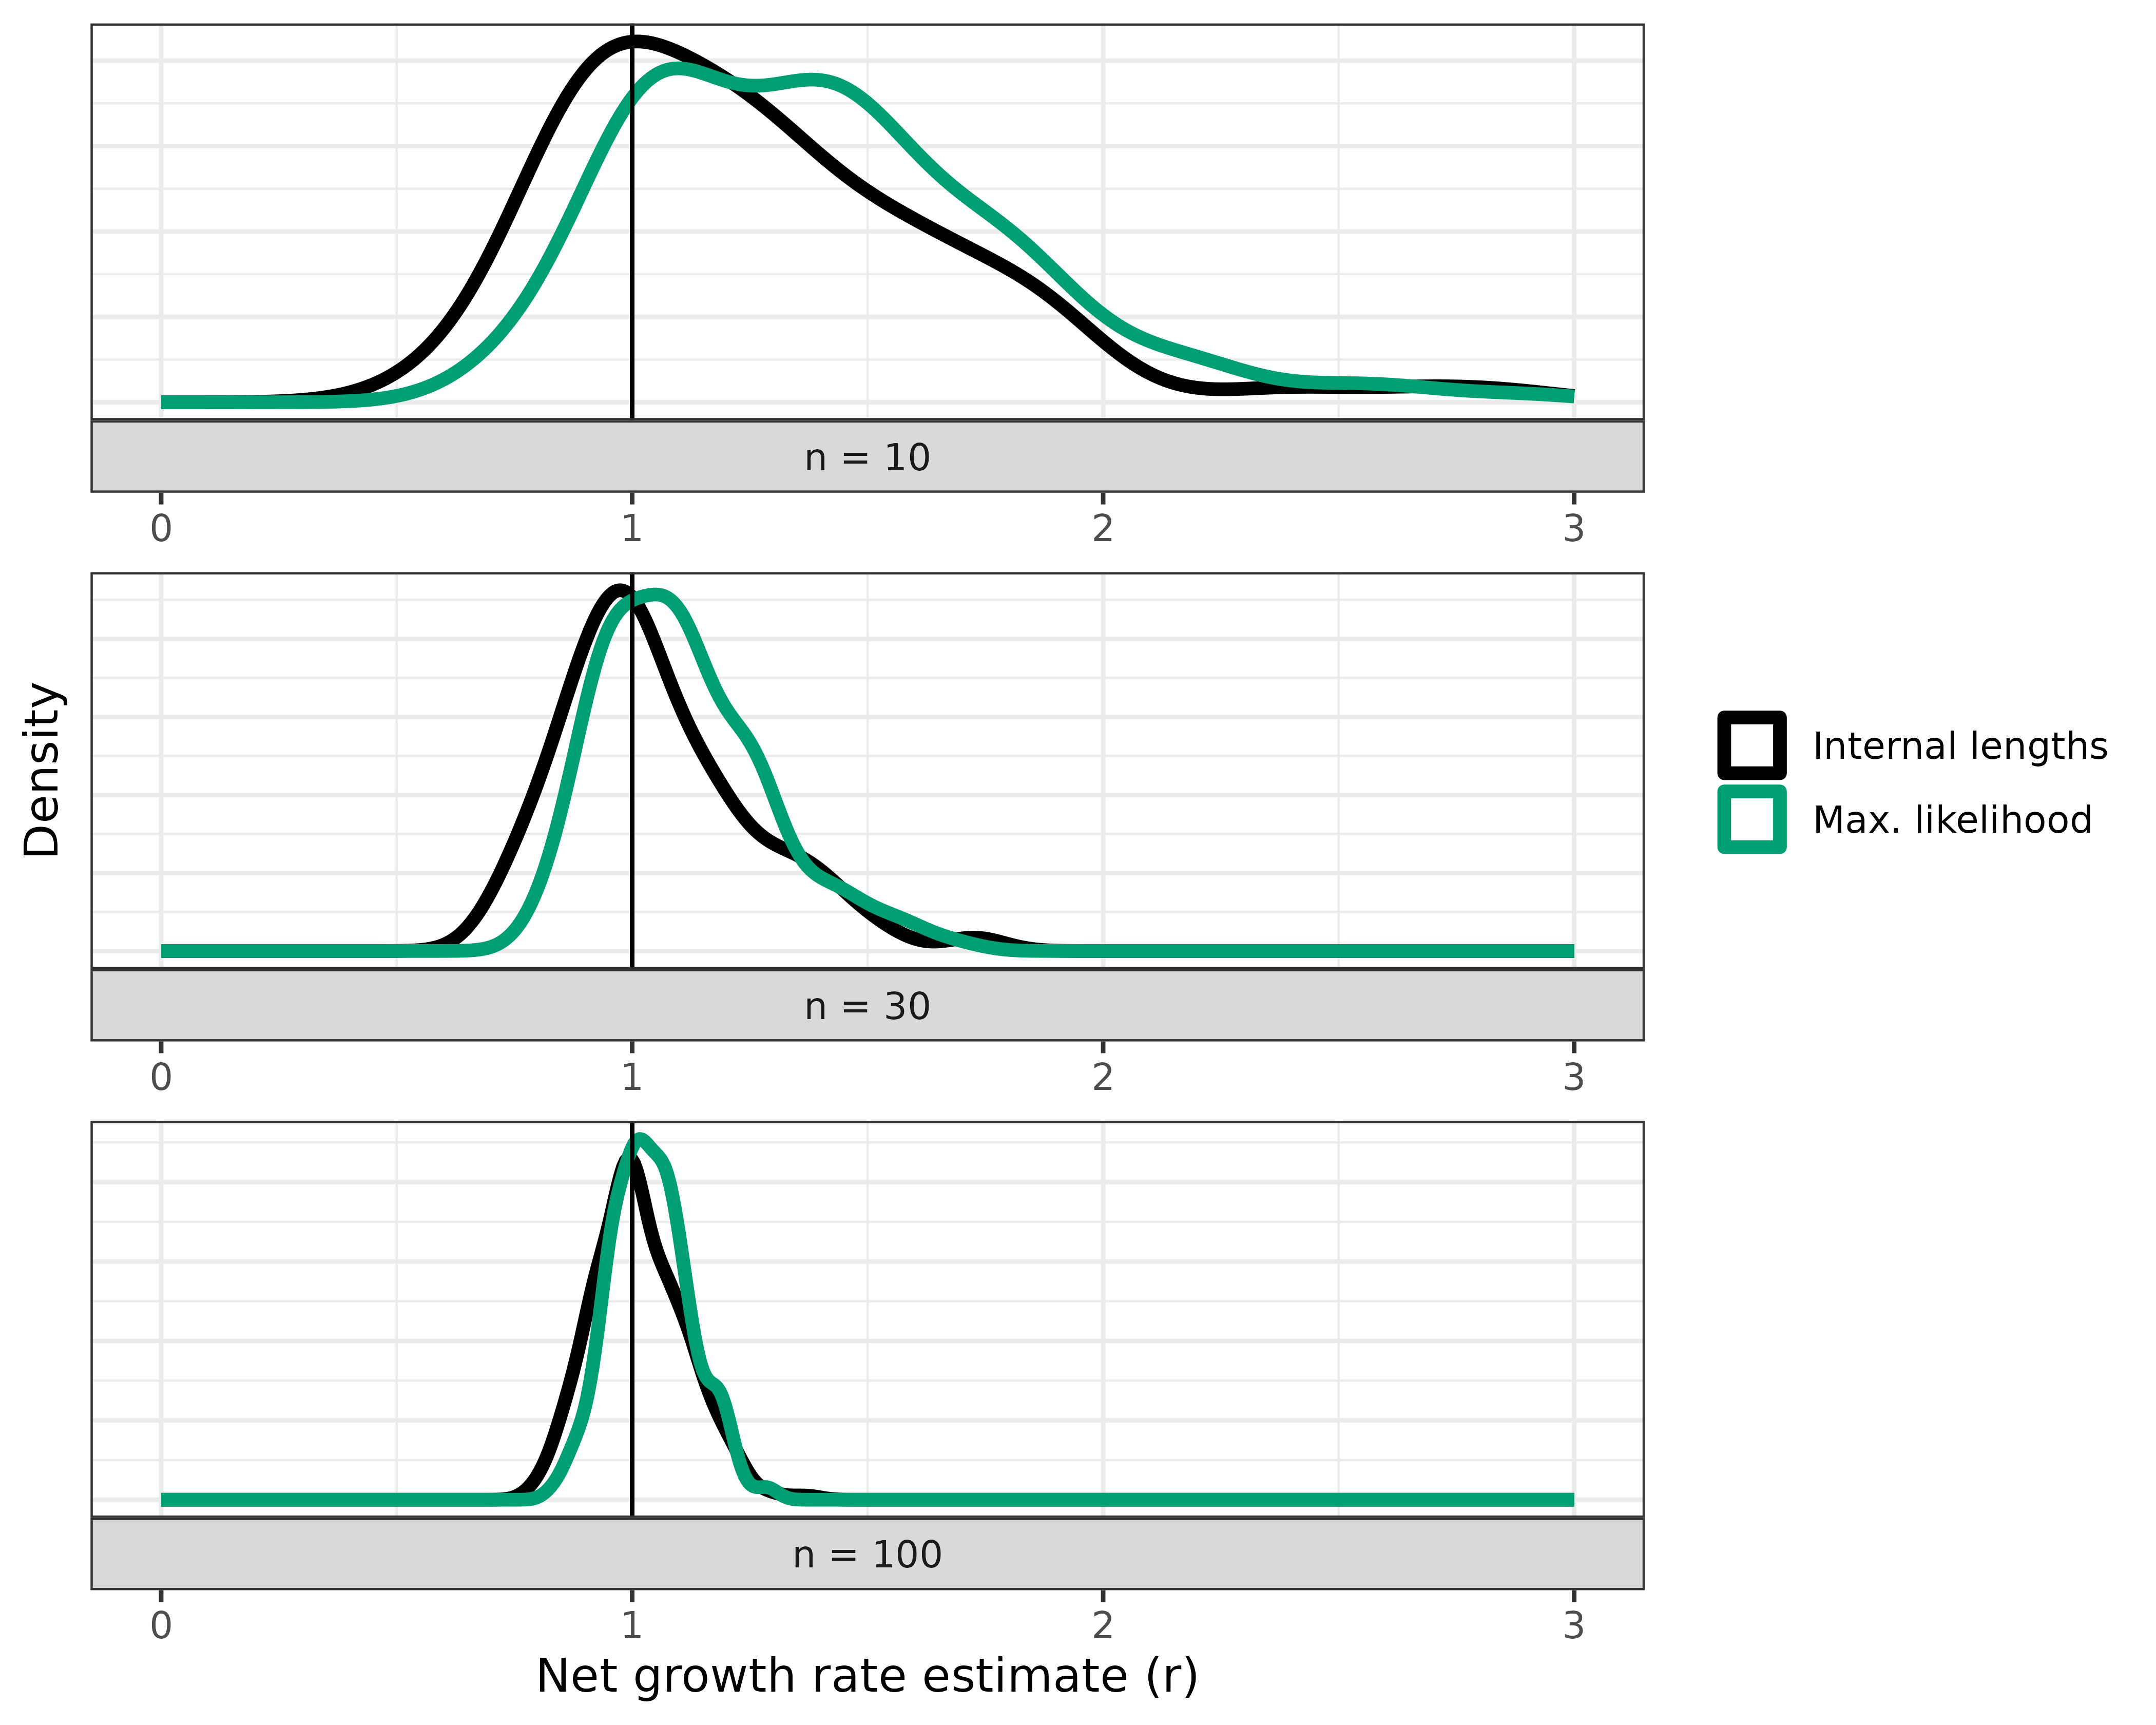 n = 10
0 1 2 3
Density
n = 30
0 1 2 3
Internal lengths
Max. likelihood
n = 100
0 1 2 3
Net growth rate estimate (r)